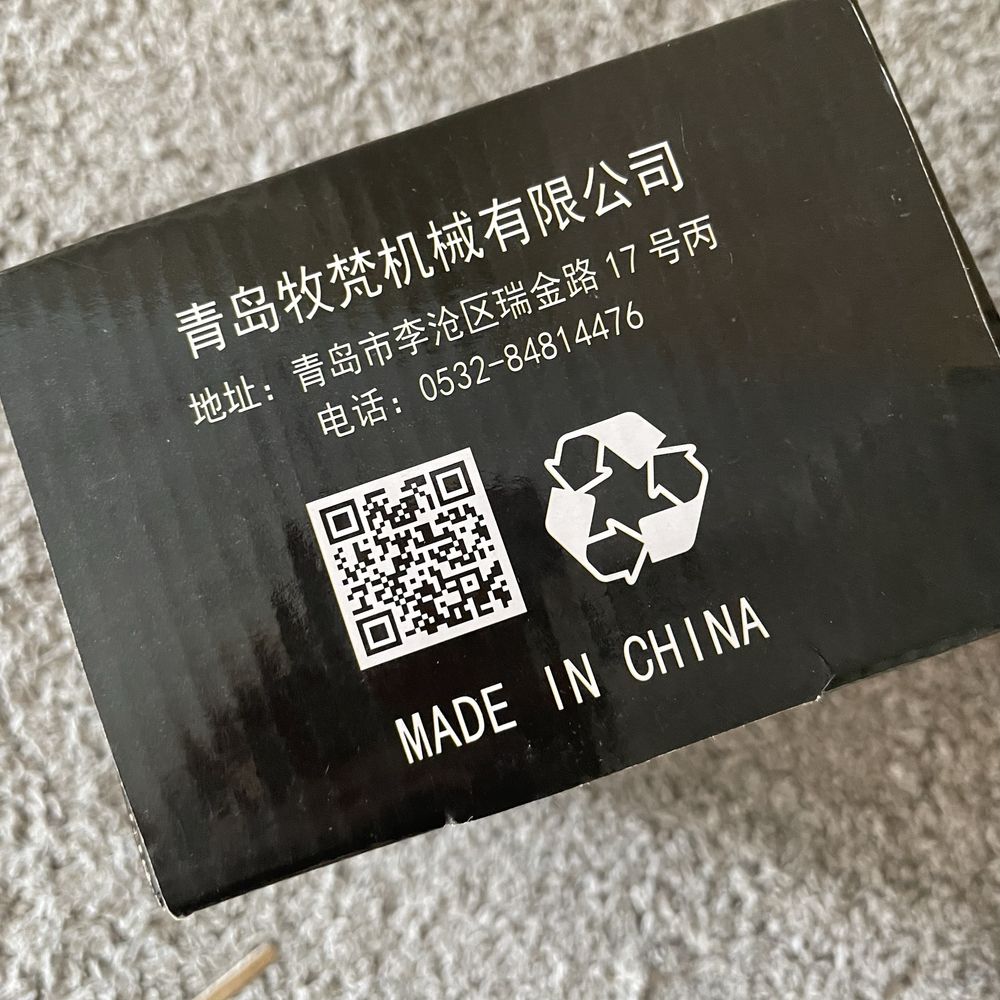 青岛牧梵机械有限公司
地址：青岛市李沧区瑞金路 17 号丙
电话：0532-84814476
MADE IN CHINA